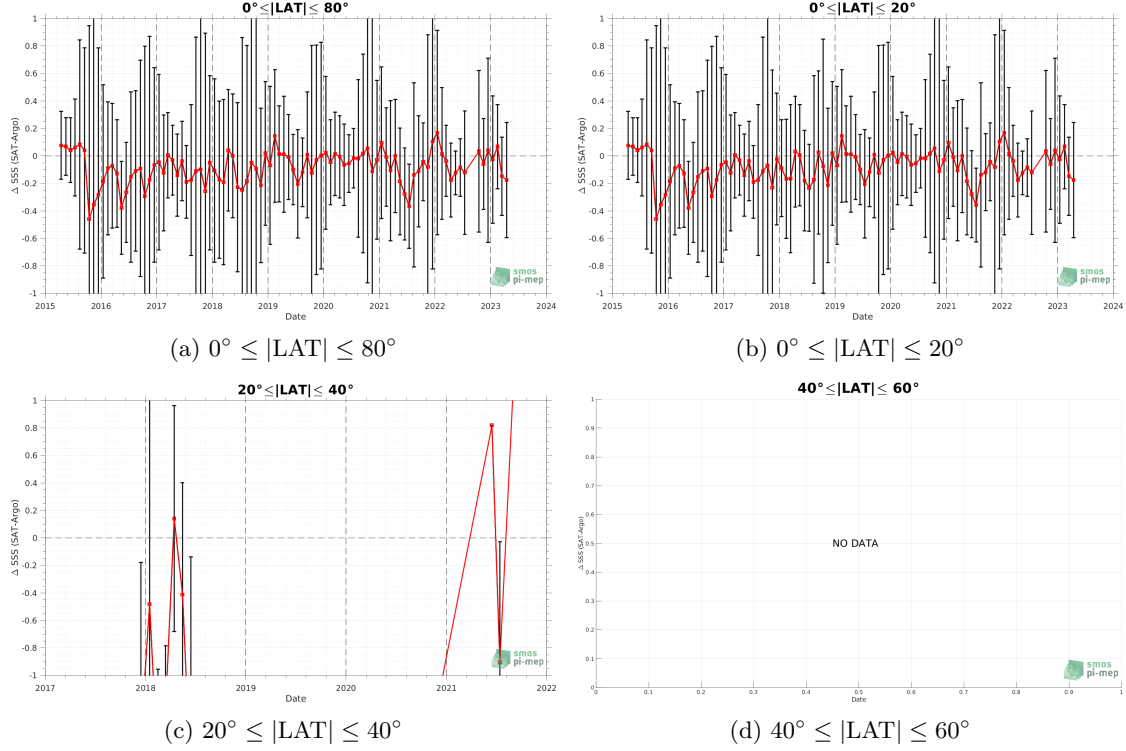 0°≤|LAT|≤ 80°
1
0.8
0.6
0.4
0.2
0
-0.2
-0.4
-0.6
-0.8
-1
Δ SSS (SAT-Argo)
2015 2016 2017 2018 2019 2020 2021 2022 2023 2024
Date
smos
pi-mep
(a) 0° ≤ |LAT| ≤ 80°
0°≤|LAT|≤ 20°
1
0.8
0.6
0.4
0.2
0
-0.2
-0.4
-0.6
-0.8
-1
Δ SSS (SAT-Argo)
2015 2016 2017 2018 2019 2020 2021 2022 2023 2024
Date
smos
pi-mep
(b) 0° ≤ |LAT| ≤ 20°
20°≤|LAT|≤ 40°
1
0.8
0.6
0.4
0.2
0
-0.2
-0.4
-0.6
-0.8
-1
Δ SSS (SAT-Argo)
2017 2018 2019 2020 2021 2022
Date
smos
pi-mep
(c) 20° ≤ |LAT| ≤ 40°
40°≤|LAT|≤ 60°
1
0.9
0.8
0.7
0.6
0.5
0.4
0.3
0.2
0.1
0
Δ SSS (SAT-Argo)
NO DATA
0 0.1 0.2 0.3 0.4 0.5 0.6 0.7 0.8 0.9 1
Date
smos
pi-mep
(d) 40° ≤ |LAT| ≤ 60°